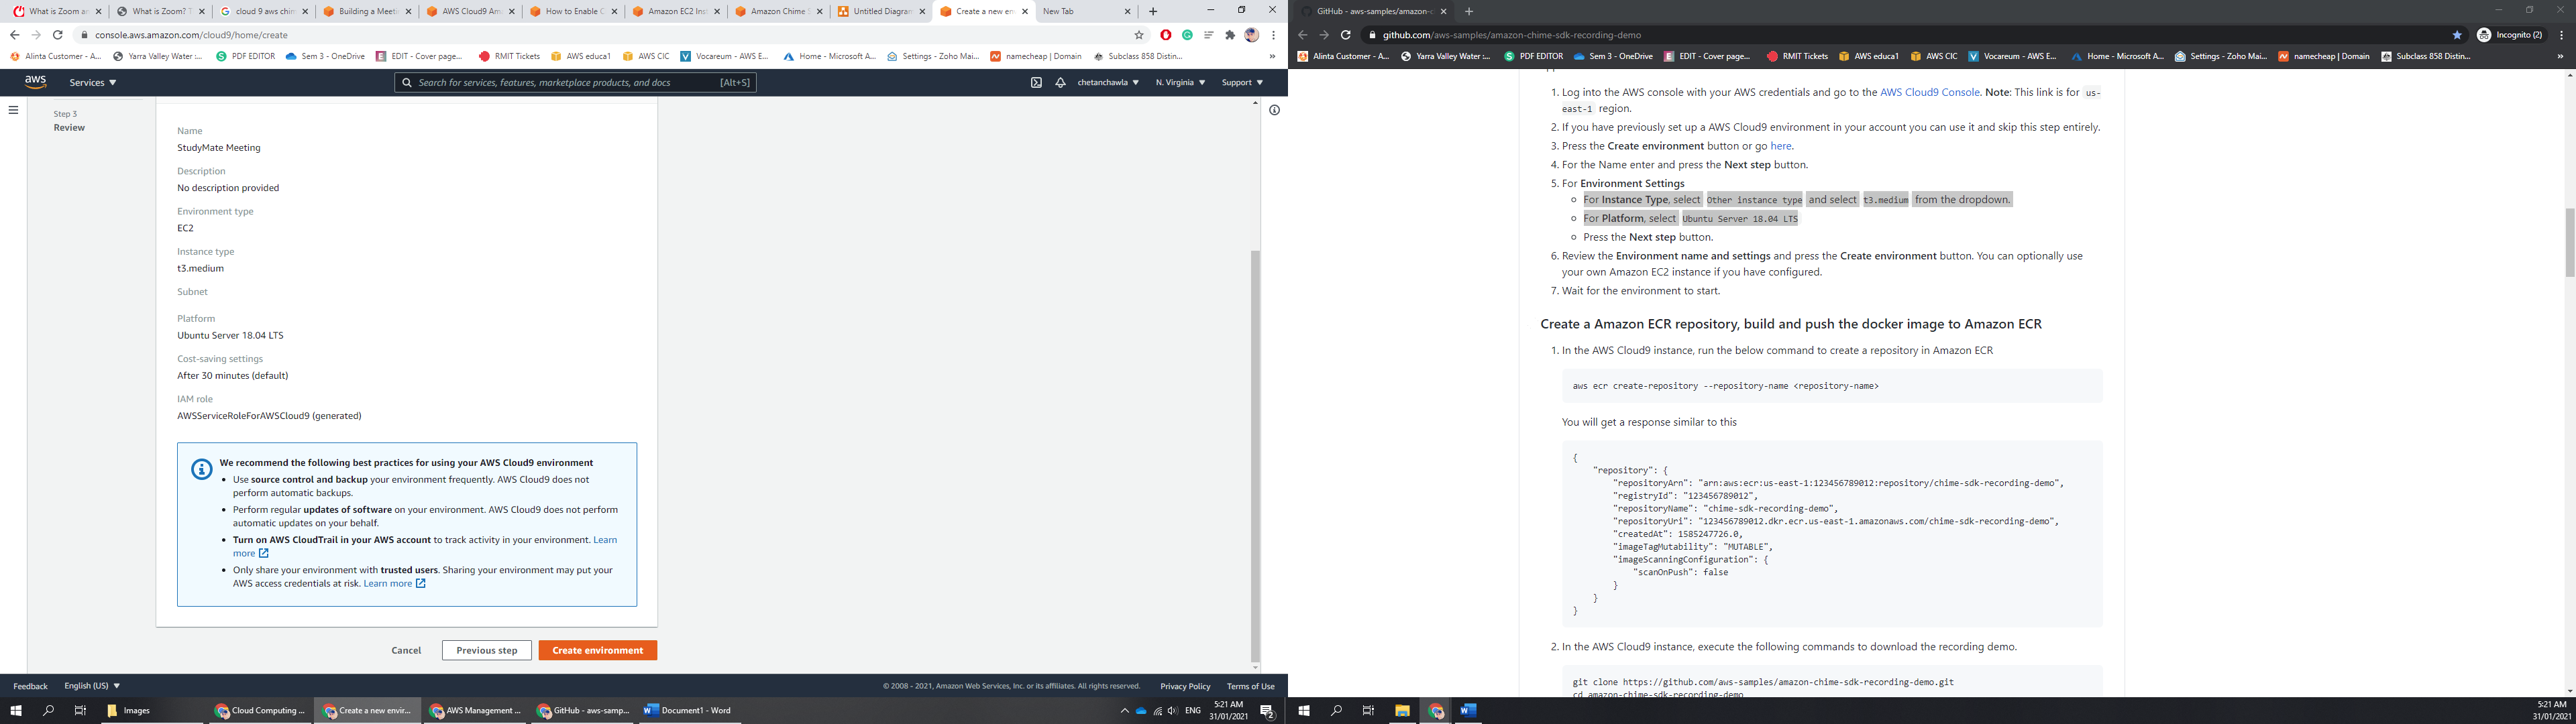 What is Zoom an
What is Zoom? T
cloud 9 aws chim
Building a Meeti
AWS Cloud9 Am
How to Enable C
Amazon EC2 Inst
Amazon Chime S
Untitled Diagram
Create a new en
New Tab
console.aws.amazon.com/cloud9/home/create
Alinta Customer - A...
Yarra Valley Water :...
PDF EDITOR
Sem 3 - OneDrive
EDIT - Cover page...
RMIT Tickets
AWS educa1
AWS CIC
Vocareum - AWS E...
Home - Microsoft A...
Settings - Zoho Mai...
namecheap | Domain
Subclass 858 Distin...
aws
Services
Search for services, features, marketplace products, and docs
[Alt+S]
chetanchawla
N. Virginia
Support
Step 3
Review
Name
StudyMate Meeting
Description
No description provided
Environment type
EC2
Instance type
t3.medium
Subnet
Platform
Ubuntu Server 18.04 LTS
Cost-saving settings
After 30 minutes (default)
IAM role
AWSServiceRoleForAWSCloud9 (generated)
We recommend the following best practices for using your AWS Cloud9 environment
• Use source control and backup your environment frequently. AWS Cloud9 does not
perform automatic backups.
• Perform regular updates of software on your environment. AWS Cloud9 does not perform
automatic updates on your behalf.
• Turn on AWS CloudTrail in your AWS account to track activity in your environment. Learn
more
• Only share your environment with trusted users. Sharing your environment may put your
AWS access credentials at risk. Learn more
Cancel
Previous step
Create environment
Feedback
English (US)
© 2008 - 2021, Amazon Web Services, Inc. or its affiliates. All rights reserved.
Privacy Policy
Terms of Use
Images
Cloud Computing ...
Create a new envir...
AWS Management ...
GitHub - aws-samp...
Document1 - Word
ENG
5:21 AM
31/01/2021
2
GitHub - aws-samples/amazon-c
github.com/aws-samples/amazon-chime-sdk-recording-demo
Incognito (2)
Alinta Customer - A...
Yarra Valley Water :...
PDF EDITOR
Sem 3 - OneDrive
EDIT - Cover page...
RMIT Tickets
AWS educa1
AWS CIC
Vocareum - AWS E...
Home - Microsoft A...
Settings - Zoho Mai...
namecheap | Domain
Subclass 858 Distin...
1. Log into the AWS console with your AWS credentials and go to the AWS Cloud9 Console. Note: This link is for us-
east-1 region.
2. If you have previously set up a AWS Cloud9 environment in your account you can use it and skip this step entirely.
3. Press the Create environment button or go here.
4. For the Name enter and press the Next step button.
5. For Environment Settings
For Instance Type, select Other instance type and select t3.medium from the dropdown.
For Platform, select Ubuntu Server 18.04 LTS
Press the Next step button.
6. Review the Environment name and settings and press the Create environment button. You can optionally use
your own Amazon EC2 instance if you have configured.
7. Wait for the environment to start.
Create a Amazon ECR repository, build and push the docker image to Amazon ECR
1. In the AWS Cloud9 instance, run the below command to create a repository in Amazon ECR
aws ecr create-repository --repository-name <repository-name>
You will get a response similar to this
{
"repository": {
"repositoryArn": "arn:aws:ecr:us-east-1:123456789012:repository/chime-sdk-recording-demo",
"registryId": "123456789012",
"repositoryName": "chime-sdk-recording-demo",
"repositoryUri": "123456789012.dkr.ecr.us-east-1.amazonaws.com/chime-sdk-recording-demo",
"createdAt": 1585247726.0,
"imageTagMutability": "MUTABLE",
"imageScanningConfiguration": {
"scanOnPush": false
}
}
}
2. In the AWS Cloud9 instance, execute the following commands to download the recording demo.
git clone https://github.com/aws-samples/amazon-chime-sdk-recording-demo.git
cd amazon-chime-sdk-recording-demo
5:21 AM
31/01/2021